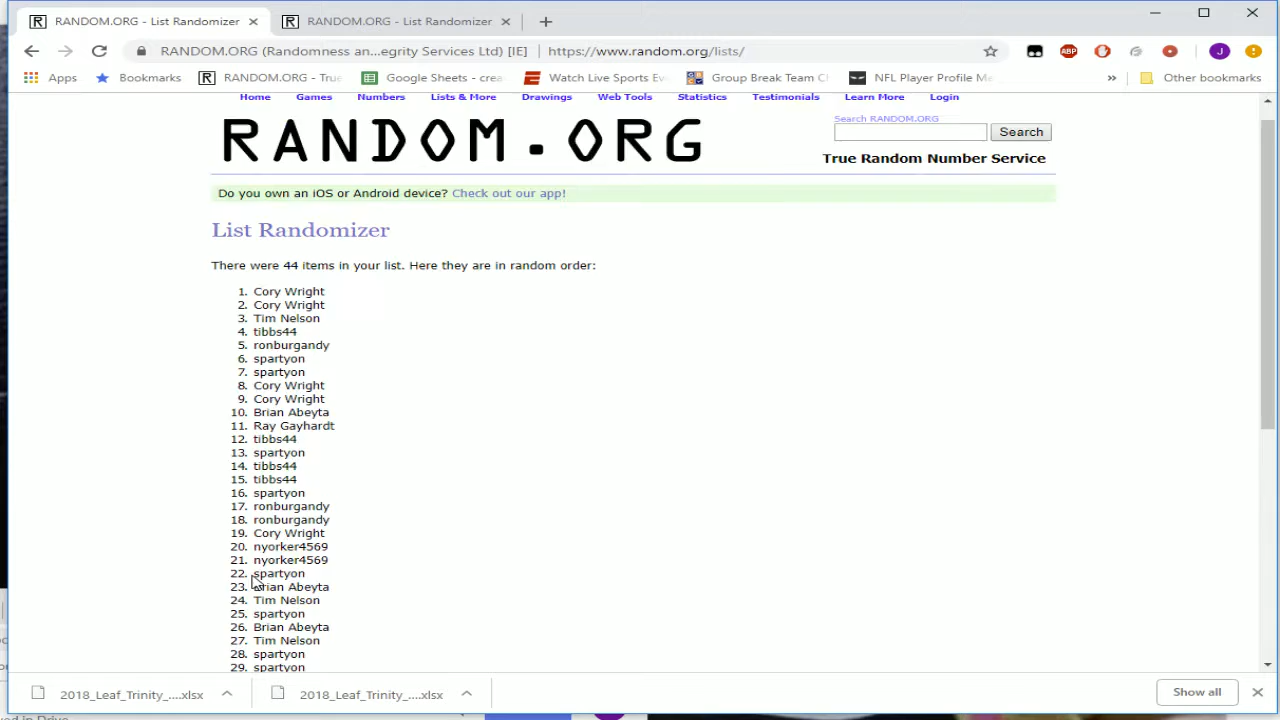 RANDOM.ORG - List Randomizer
RANDOM.ORG - List Randomizer
RANDOM.ORG (Randomness an...egrity Services Ltd) [IE] https://www.random.org/lists/
Apps Bookmarks RANDOM.ORG - True Google Sheets - crea Watch Live Sports Eve Group Break Team Cl NFL Player Profile Me » Other bookmarks
Home Games Numbers Lists & More Drawings Web Tools Statistics Testimonials Learn More Login
RANDOM.ORG
Search RANDOM.ORG
Search
True Random Number Service
Do you own an iOS or Android device? Check out our app!
List Randomizer
There were 44 items in your list. Here they are in random order:
1. Cory Wright
2. Cory Wright
3. Tim Nelson
4. tibbs44
5. ronburgandy
6. spartyon
7. spartyon
8. Cory Wright
9. Cory Wright
10. Brian Abeyta
11. Ray Gayhardt
12. tibbs44
13. spartyon
14. tibbs44
15. tibbs44
16. spartyon
17. ronburgandy
18. ronburgandy
19. Cory Wright
20. nyorker4569
21. nyorker4569
22. spartyon
23. Brian Abeyta
24. Tim Nelson
25. spartyon
26. Brian Abeyta
27. Tim Nelson
28. spartyon
29. spartyon
2018_Leaf_Trinity_....xlsx 2018_Leaf_Trinity_....xlsx Show all